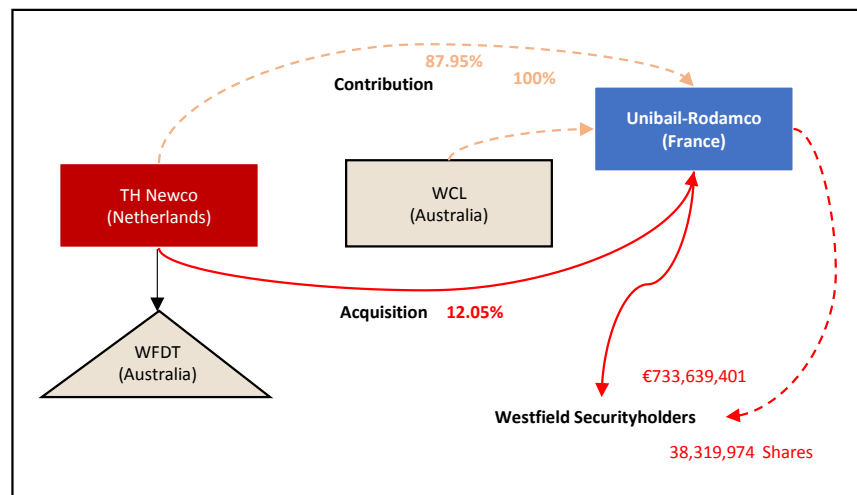 87.95%
Contribution
100%
Unibail-Rodamco
(France)
TH Newco
(Netherlands)
WCL
(Australia)
Acquisition 12.05%
WFDT
(Australia)
€733,639,401
Westfield Securityholders
38,319,974 Shares